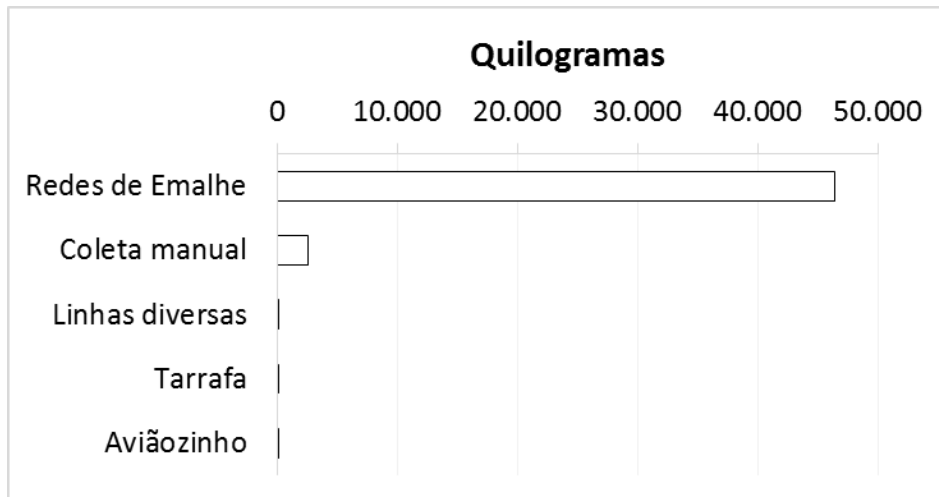 Quilogramas
0 10.000 20.000 30.000 40.000 50.000
Redes de Emalhe
Coleta manual
Linhas diversas
Tarrafa
Aviãozinho